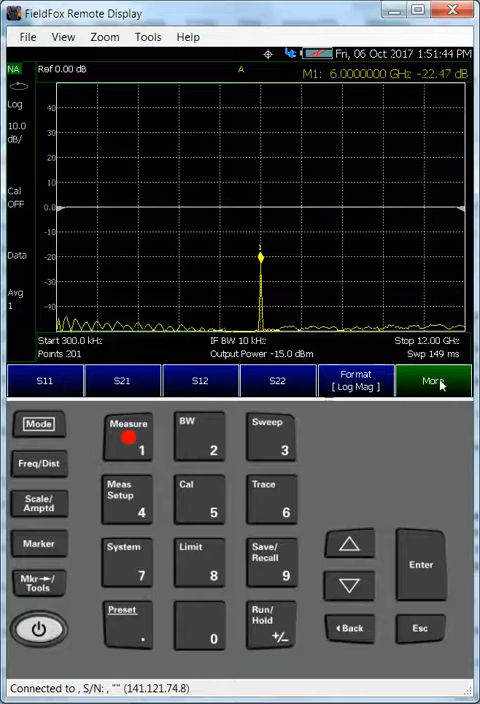 FieldFox Remote Display
File View Zoom Tools Help
Fri, 06 Oct 2017 1:51:44 PM
NA Ref 0.00 dB A M1: 6.0000000 GHz -22.47 dB
Log
10.0
dB/
Cal
OFF
Data
Avg
1
40
30
20
10
0.0
-10
-20
-30
-40
Start 300.0 kHz IF BW 10 kHz Stop 12.00 GHz
Points 201 Output Power -15.0 dBm Swp 149 ms
S11 S21 S12 S22 Format
[ Log Mag ] More
Mode
Measure
1
BW
2
Sweep
3
Freq/Dist
Scale/
Amptd
Meas
Setup
4
Cal
5
Trace
6
Marker
System
7
Limit
8
Save/
Recall
9
Enter
Mkr→/
Tools
Preset
.
0
Run/
Hold
+/-
Back
Esc
Connected to , S/N: , "" (141.121.74.8)